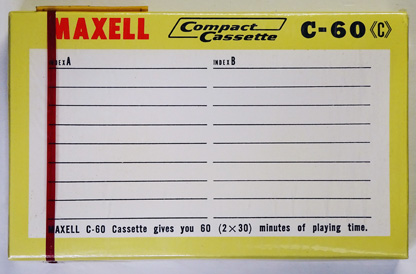 MAXELL Compact Cassette C-60 《C》
INDEX A INDEX B
MAXELL C-60 Cassette gives you 60 (2×30) minutes of playing time.